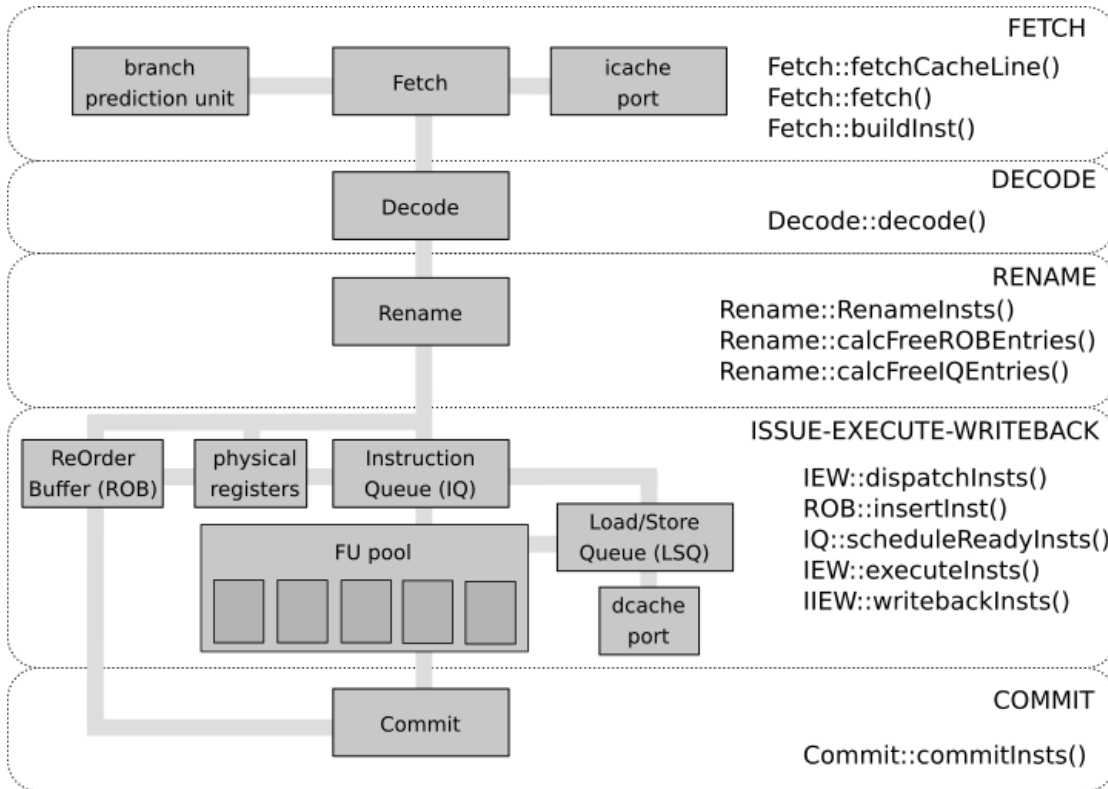 FETCH
branch
prediction unit
Fetch
icache
port
Fetch::fetchCacheLine()
Fetch::fetch()
Fetch::buildInst()
DECODE
Decode
Decode::decode()
RENAME
Rename
Rename::RenameInsts()
Rename::calcFreeROBEntries()
Rename::calcFreeIQEntries()
ISSUE-EXECUTE-WRITEBACK
ReOrder
Buffer (ROB)
physical
registers
Instruction
Queue (IQ)
Load/Store
Queue (LSQ)
FU pool
dcache
port
IEW::dispatchInsts()
ROB::insertInst()
IQ::scheduleReadyInsts()
IEW::executeInsts()
IIEW::writebackInsts()
COMMIT
Commit
Commit::commitInsts()